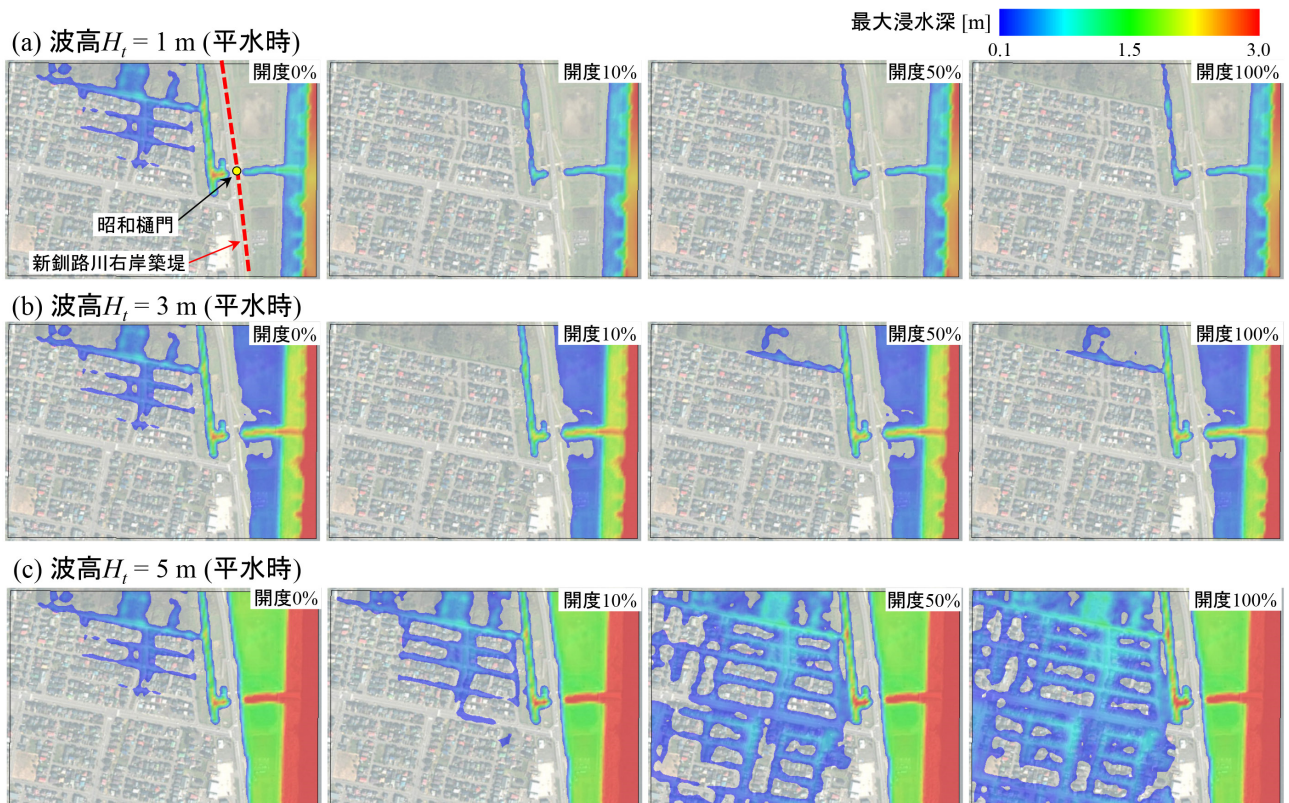 最大浸水深 [m]
0.1 1.5 3.0
(a) 波高Ht = 1 m (平水時)
開度0% 開度10% 開度50% 開度100%
昭和樋門
新釧路川右岸築堤
(b) 波高Ht = 3 m (平水時)
開度0% 開度10% 開度50% 開度100%
(c) 波高Ht = 5 m (平水時)
開度0% 開度10% 開度50% 開度100%